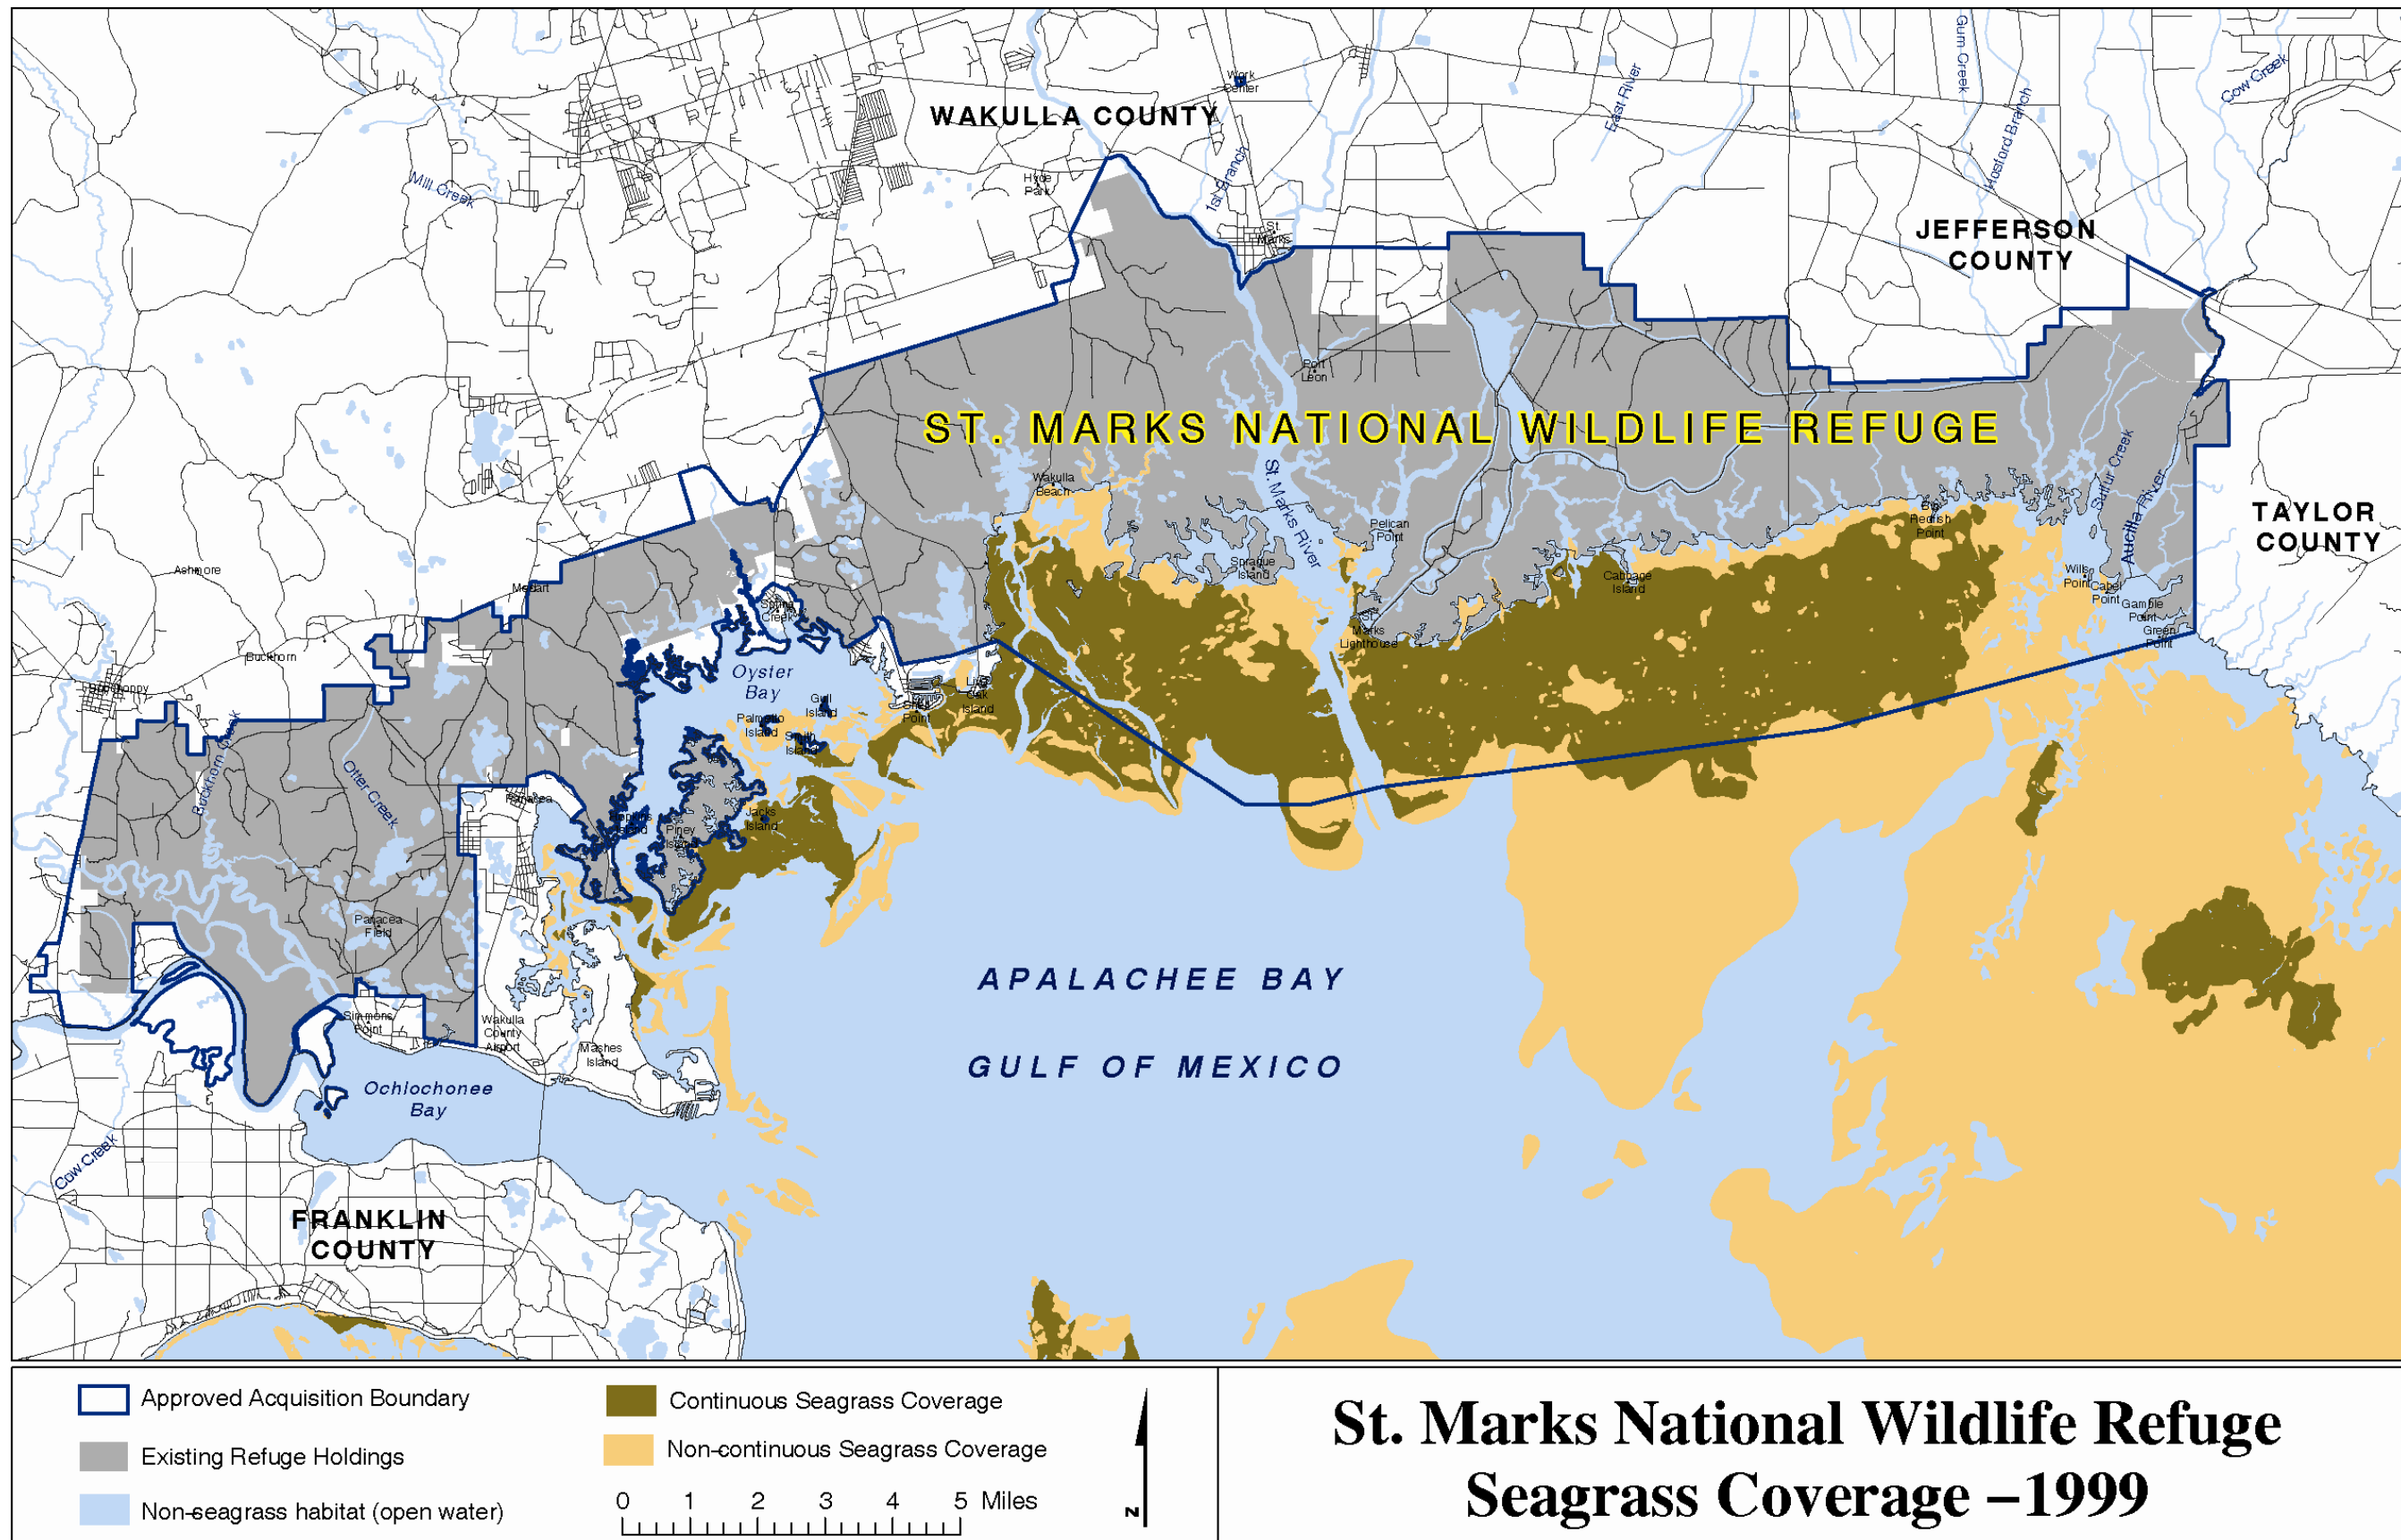 Work
Center
WAKULLA COUNTY
East River
Gum Creek
Hosford Branch
Cow Creek
Mill Creek
Hyde
Park
1st Branch
St.
Marks
JEFFERSON
COUNTY
Port
Leon
ST. MARKS NATIONAL WILDLIFE REFUGE
Wakulla
Beach
St. Marks River
Pelican
Point
Big
Redfish
Point
Sulfur Creek
Aucilla River
TAYLOR
COUNTY
Ashmore
Medart
Sprague
Island
Cabbage
Island
Wills
Point
Cabel
Point
Gamble
Point
Green
Point
Spring
Creek
St.
Marks
Lighthouse
Buckhorn
Sopchoppy
Oyster
Bay
Gull
Island
Palmetto
Island
Smith
Island
Shell
Point
Live
Oak
Island
Buckhorn Creek
Otter Creek
Panacea
Hopkins
Island
Piney
Island
Jacks
Island
Panacea
Field
APALACHEE BAY
Simmons
Point
Wakulla
County
Airport
Mashes
Island
GULF OF MEXICO
Ochlochonee
Bay
Cow Creek
FRANKLIN
COUNTY
Approved Acquisition Boundary
Existing Refuge Holdings
Non-seagrass habitat (open water)
Continuous Seagrass Coverage
Non-continuous Seagrass Coverage
0 1 2 3 4 5 Miles
N
St. Marks National Wildlife Refuge
Seagrass Coverage –1999